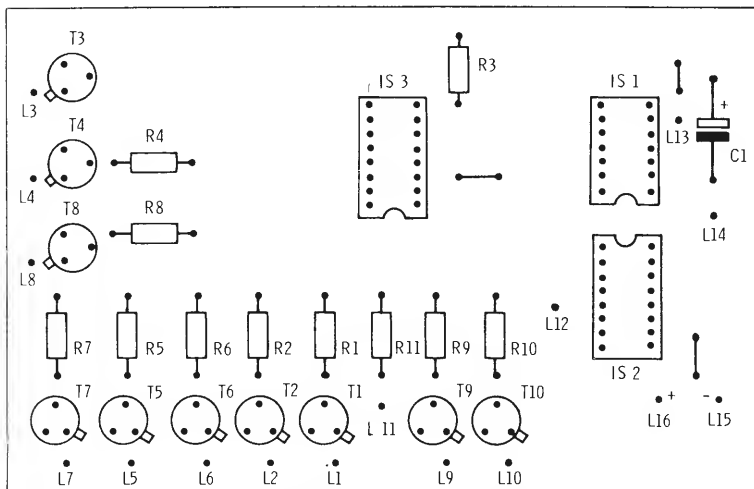 T3
R3
IS 3
IS 1
+
L3
L13
C1
T4
R4
L4
T8
R8
L14
L8
L12
R7
R5
R6
R2
R1
R11
R9
R10
IS 2
T7
T5
T6
T2
T1
T9
T10
+
-
L16
L15
L11
L7
L5
L6
L2
L1
L9
L10